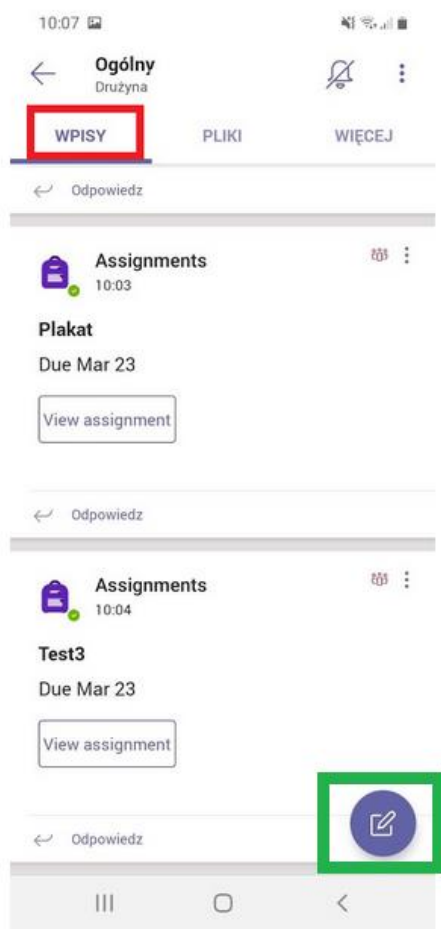 10:07
Ogólny
Drużyna
WPISY PLIKI WIĘCEJ
Odpowiedz
Assignments
10:03
Plakat
Due Mar 23
View assignment
Odpowiedz
Assignments
10:04
Test3
Due Mar 23
View assignment
Odpowiedz